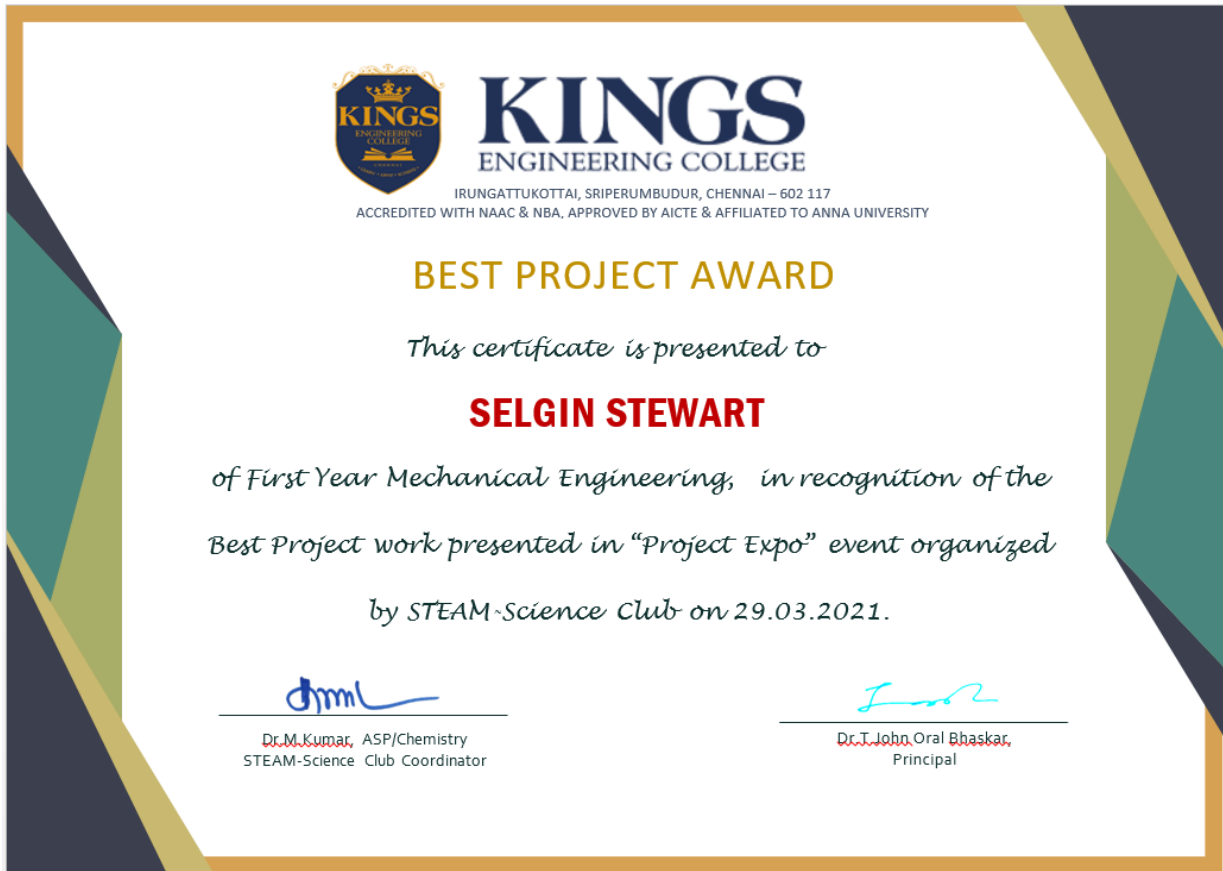 KINGS
ENGINEERING
COLLEGE
CHENNAI
KINGS
ENGINEERING COLLEGE
IRUNGATTUKOTTAI, SRIPERUMBUDUR, CHENNAI – 602 117
ACCREDITED WITH NAAC & NBA, APPROVED BY AICTE & AFFILIATED TO ANNA UNIVERSITY
BEST PROJECT AWARD
This certificate is presented to
SELGIN STEWART
of First Year Mechanical Engineering, in recognition of the
Best Project work presented in “Project Expo” event organized
by STEAM-Science Club on 29.03.2021.
Dr.M.Kumar, ASP/Chemistry
STEAM-Science Club Coordinator
Dr.T.John Oral Bhaskar,
Principal